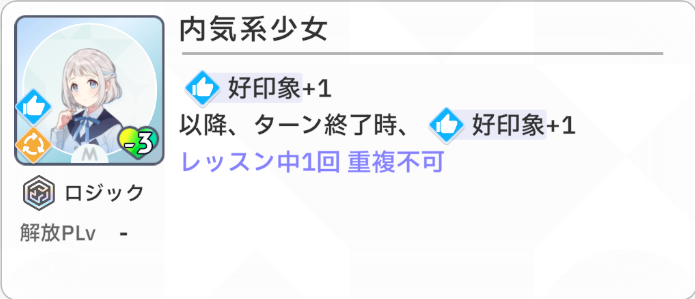 内気系少女
好印象+1
以降、ターン終了時、 好印象+1
レッスン中1回 重複不可
-3
M
ロジック
解放PLv -